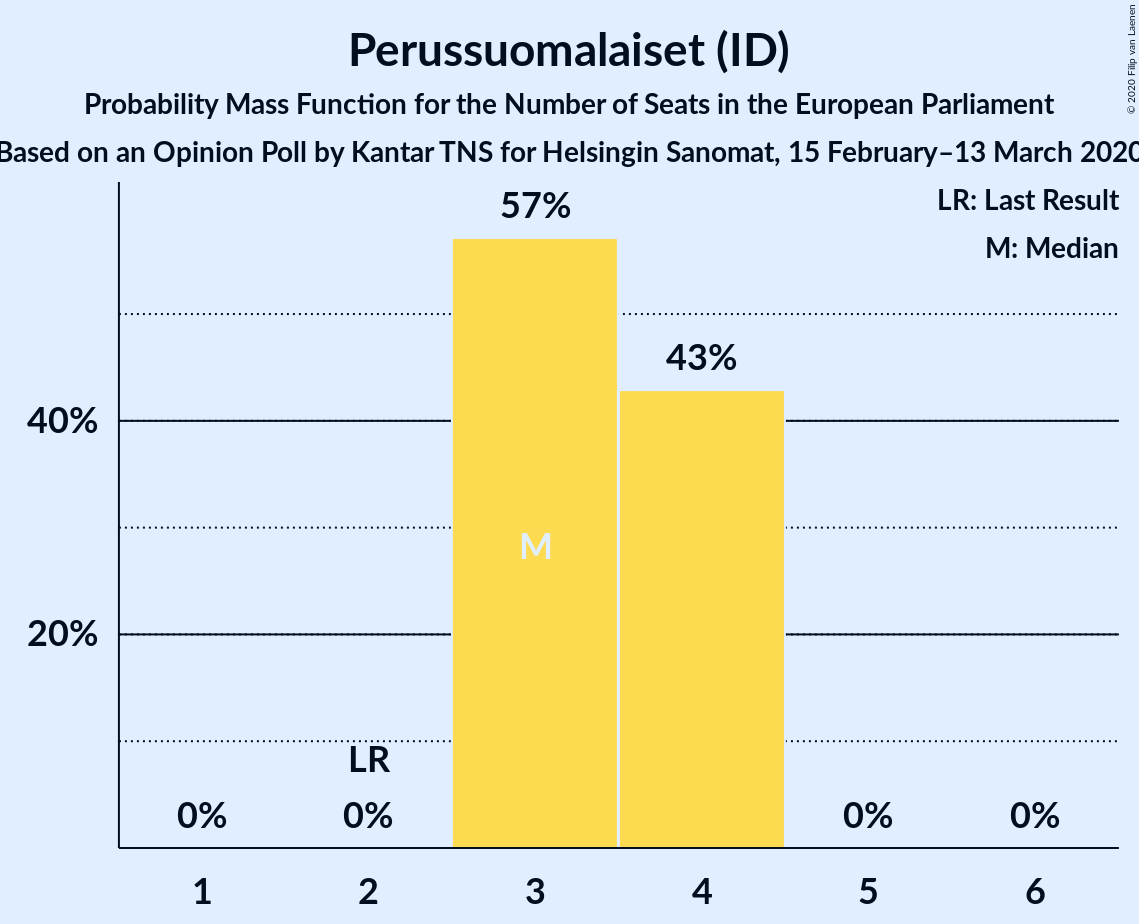 Perussuomalaiset (ID)
Probability Mass Function for the Number of Seats in the European Parliament
Based on an Opinion Poll by Kantar TNS for Helsingin Sanomat, 15 February–13 March 2020
© 2020 Filip van Laenen
LR: Last Result
M: Median
57%
43%
40%
20%
M
LR
0%
0%
0%
0%
1
2
3
4
5
6